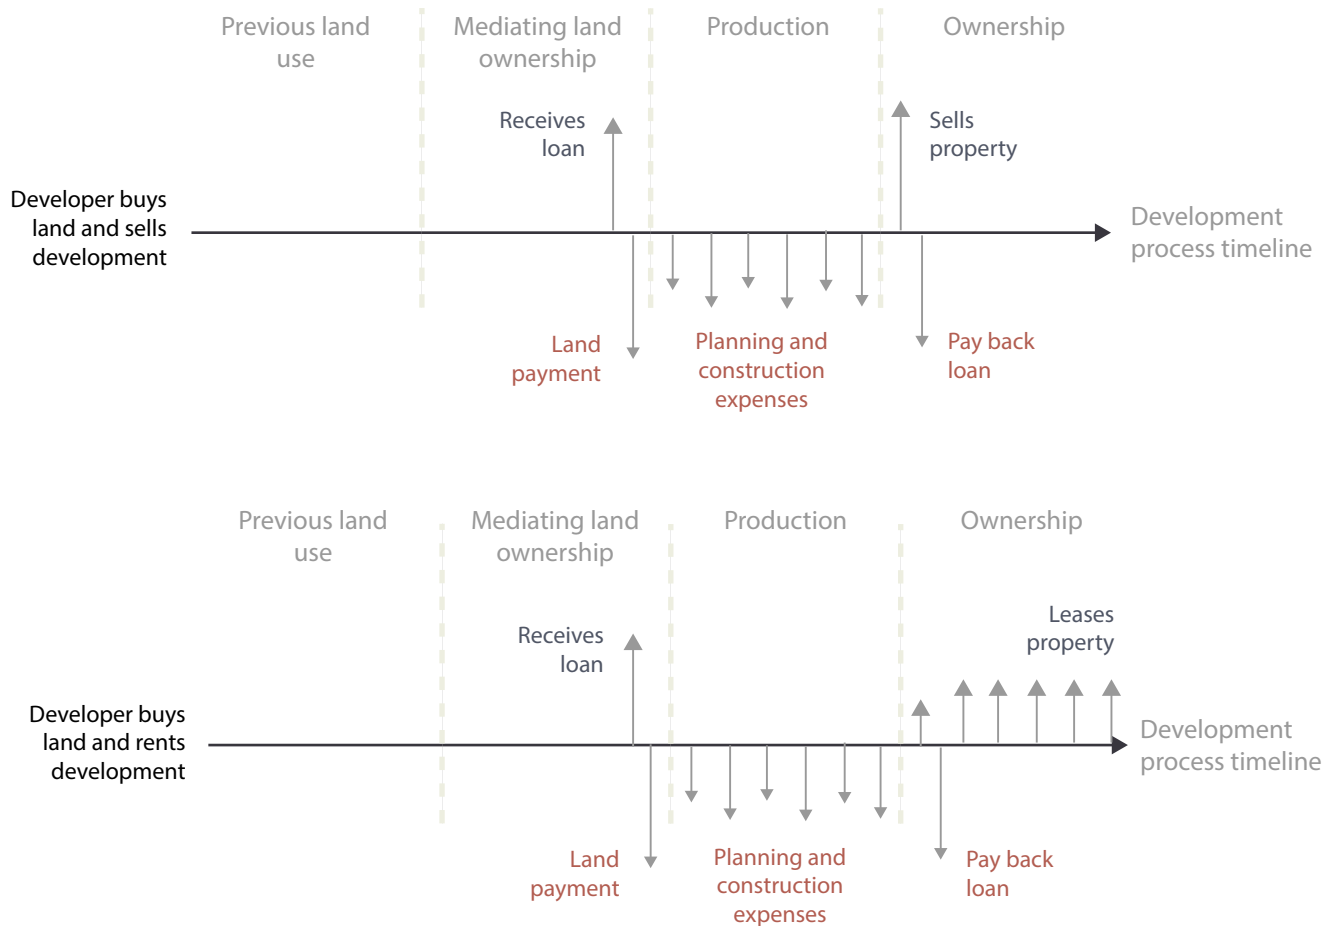 Previous land
use
Mediating land
ownership
Production
Ownership
Receives
loan
Sells
property
Developer buys
land and sells
development
Development
process timeline
Land
payment
Planning and
construction
expenses
Pay back
loan
Previous land
use
Mediating land
ownership
Production
Ownership
Leases
property
Receives
loan
Developer buys
land and rents
development
Development
process timeline
Land
payment
Planning and
construction
expenses
Pay back
loan